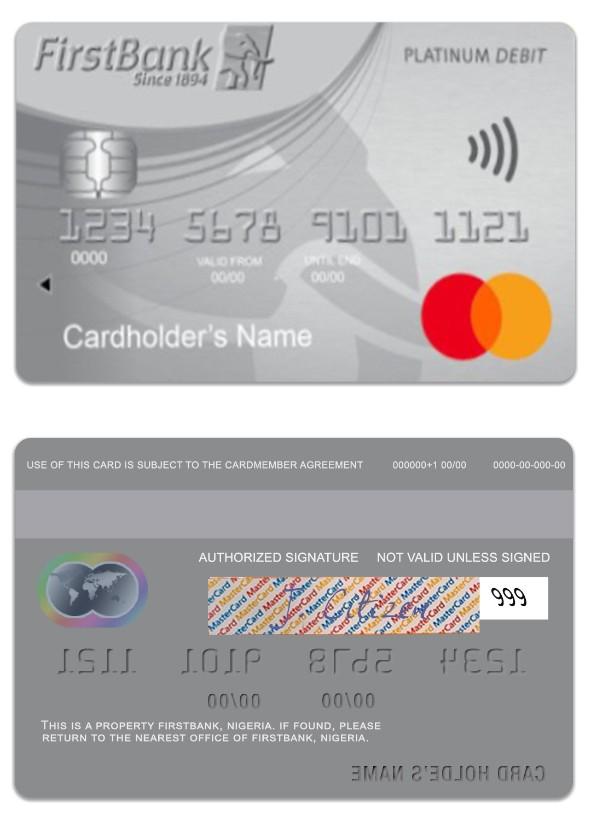 FirstBank
Since 1894
PLATINUM DEBIT
1234 5678 9101 1121
0000
VALID FROM UNTIL END
00/00 00/00
Cardholder's Name
USE OF THIS CARD IS SUBJECT TO THE CARDMEMBER AGREEMENT 000000+1 00/00 0000-00-000-00
AUTHORIZED SIGNATURE NOT VALID UNLESS SIGNED
MasterCard MasterCard MasterCard
999
1234 5678 9101 1121
00/00 00/00
THIS IS A PROPERTY FIRSTBANK, NIGERIA. IF FOUND, PLEASE
RETURN TO THE NEAREST OFFICE OF FIRSTBANK, NIGERIA.
CARD HOLDE'S NAME